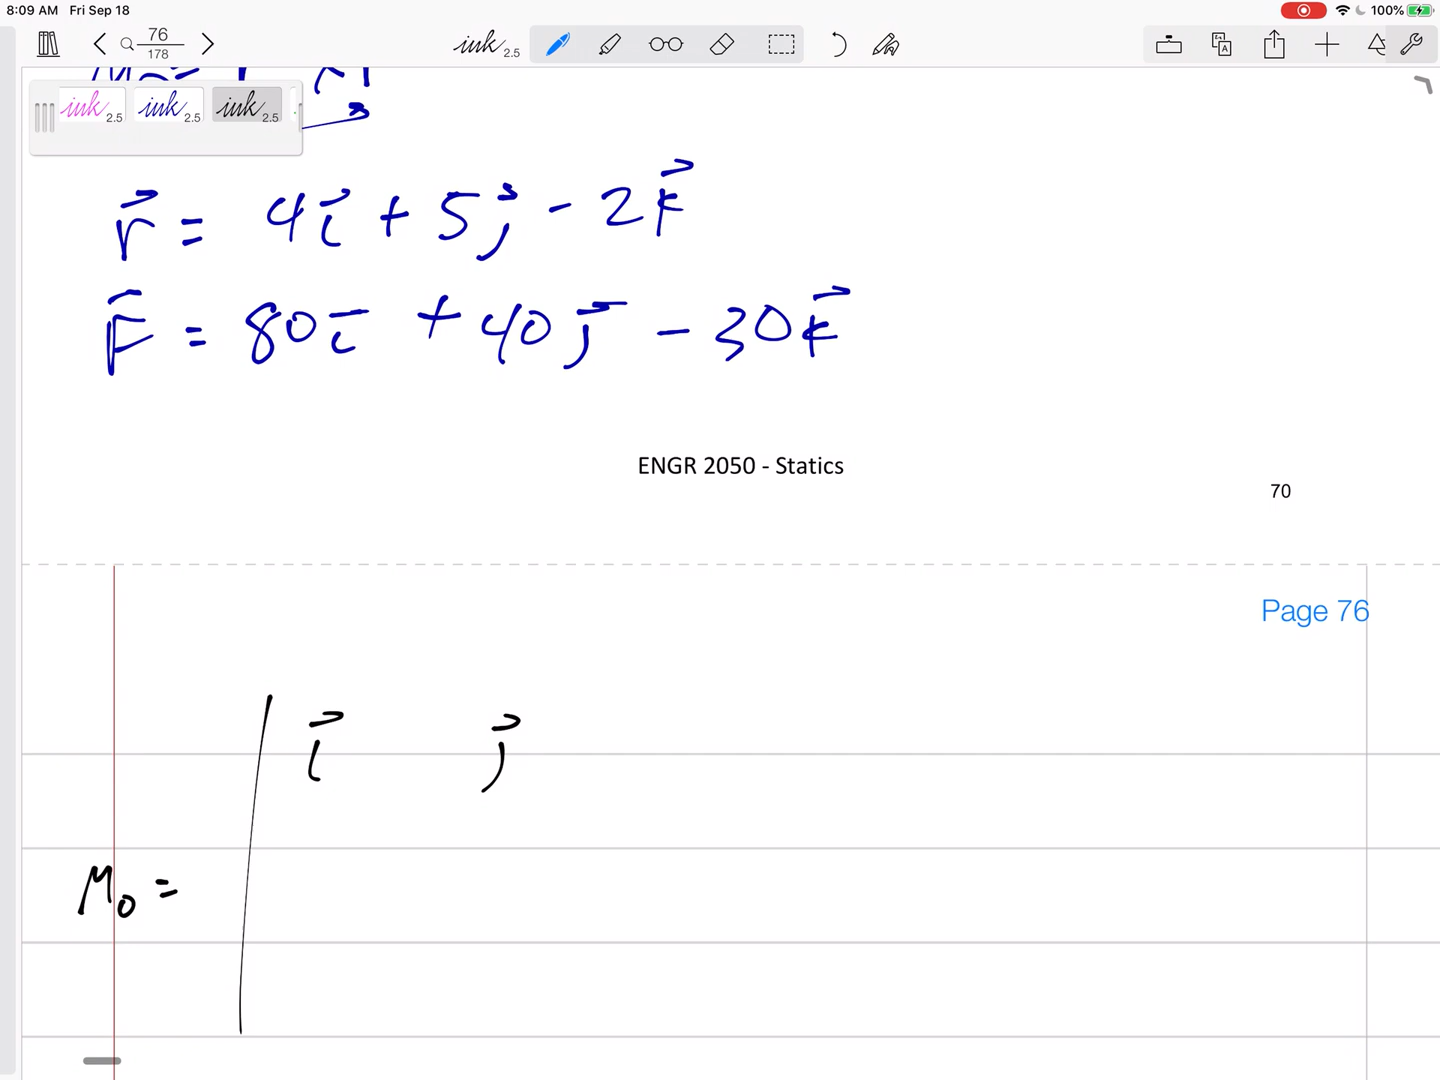 8:09 AM Fri Sep 18 100%
76
178
ink 2.5
ink 2.5 ink 2.5 ink 2.5
r⃗ = 4i⃗ + 5j⃗ - 2k⃗
F⃗ = 80i⃗ + 40j⃗ - 30k⃗
ENGR 2050 - Statics
70
Page 76
i⃗ j⃗
M₀ =